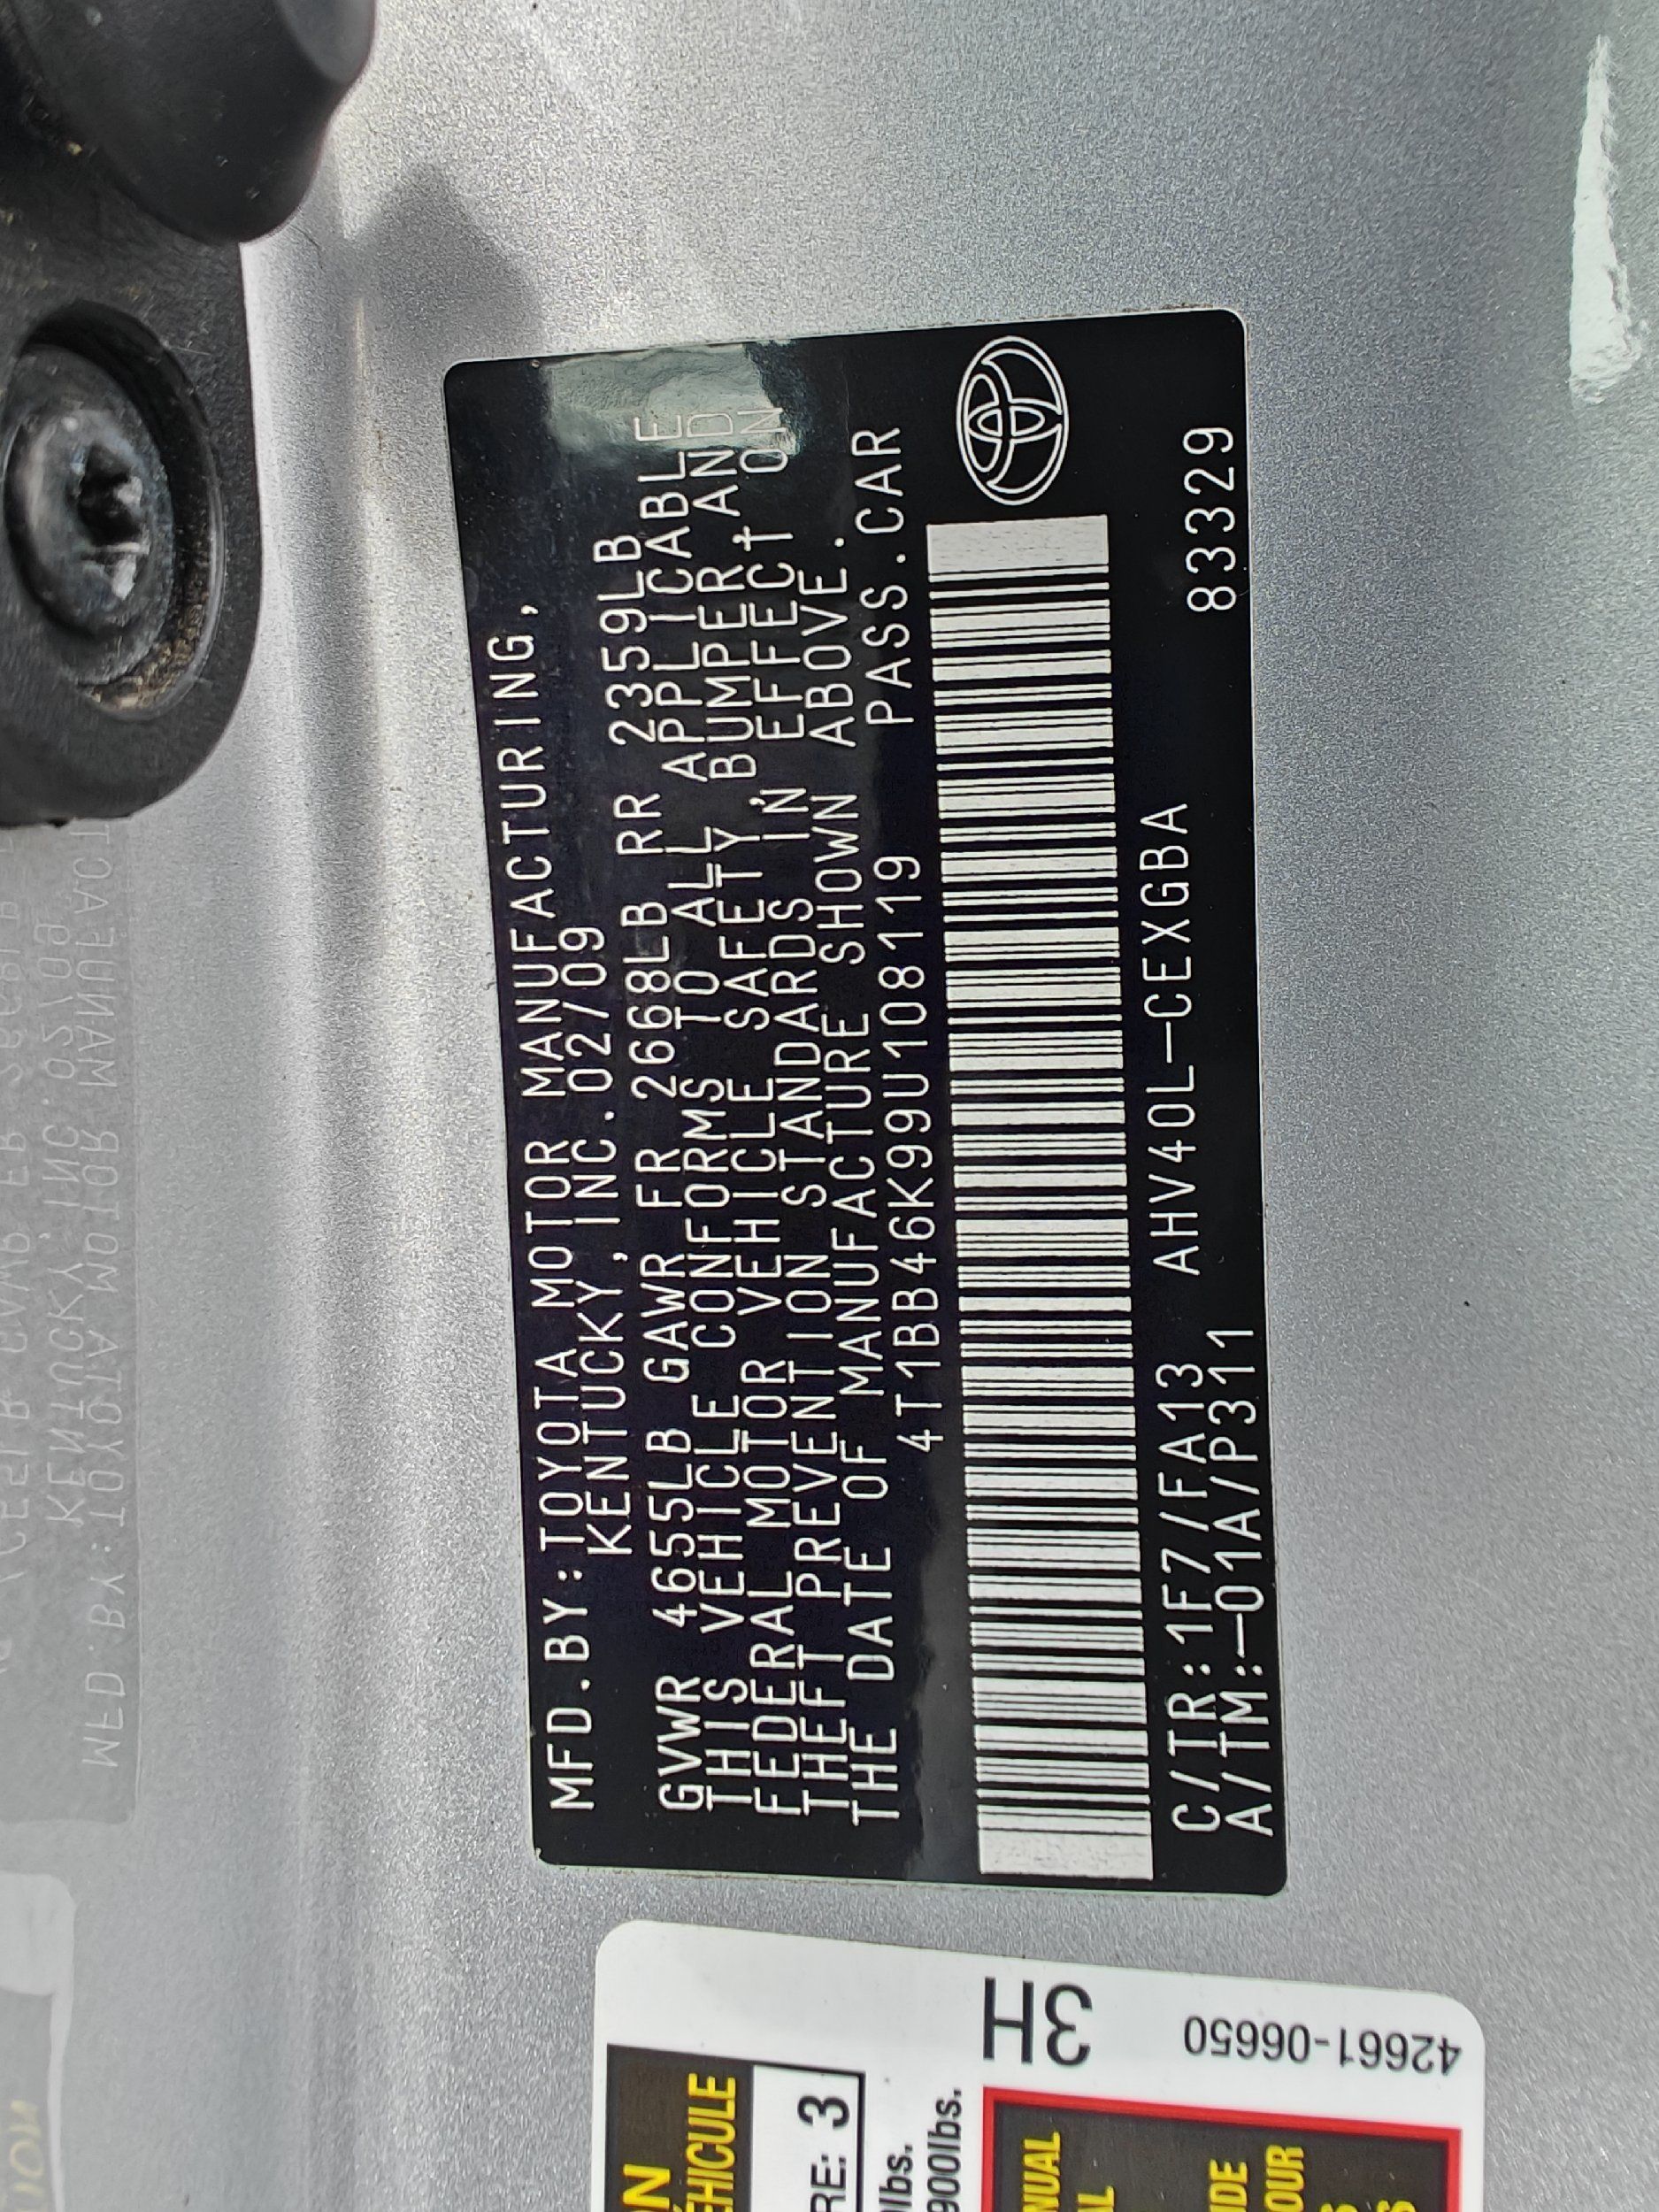 MFD.BY:TOYOTA MOTOR MANUFACTURING,
KENTUCKY,INC.02/09
GVWR 4655LB GAWR FR 2668LB RR 2359LB
THIS VEHICLE CONFORMS TO ALL APPLICABLE
FEDERAL MOTOR VEHICLE SAFETY,BUMPER AND
THEFT PREVENTION STANDARDS IN EFFECT ON
THE DATE OF MANUFACTURE SHOWN ABOVE.
4T1BB46K99U108119 PASS.CAR
C/TR:1F7/FA13 AHV40L-CEXGBA
A/TM:-01A/P311 83329
3H
42661-06650